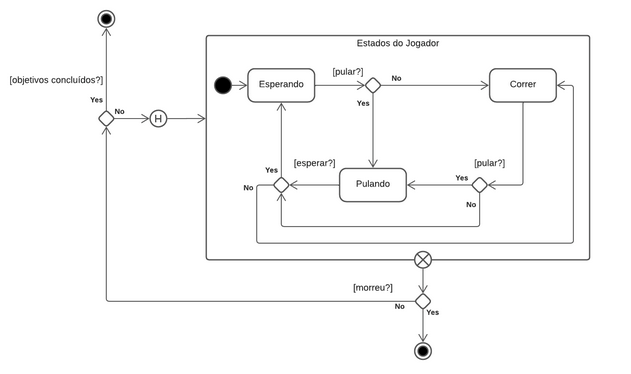 Estados do Jogador
[objetivos concluídos?]
Esperando
[pular?]
No
Correr
Yes
No
H
Yes
Yes
[esperar?]
[pular?]
Yes
No
Pulando
Yes
No
[morreu?]
No
Yes